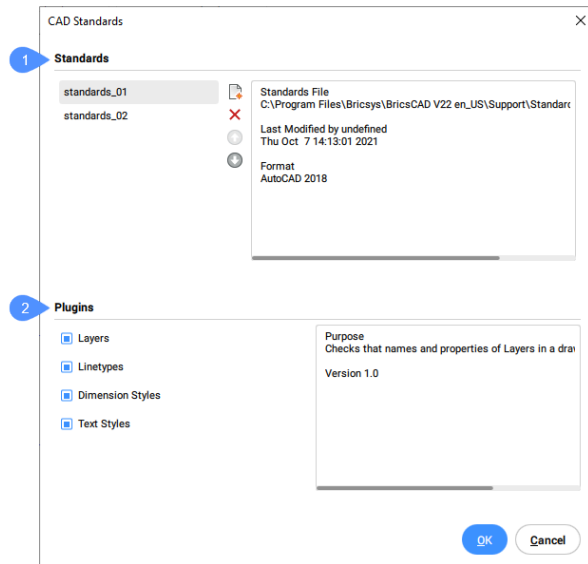 CAD Standards
1
Standards
standards_01
standards_02
Standards File
C:\Program Files\Bricsys\BricsCAD V22 en_US\Support\Standard
Last Modified by undefined
Thu Oct 7 14:13:01 2021
Format
AutoCAD 2018
2
Plugins
Layers
Linetypes
Dimension Styles
Text Styles
Purpose
Checks that names and properties of Layers in a
Version 1.0
OK
Cancel